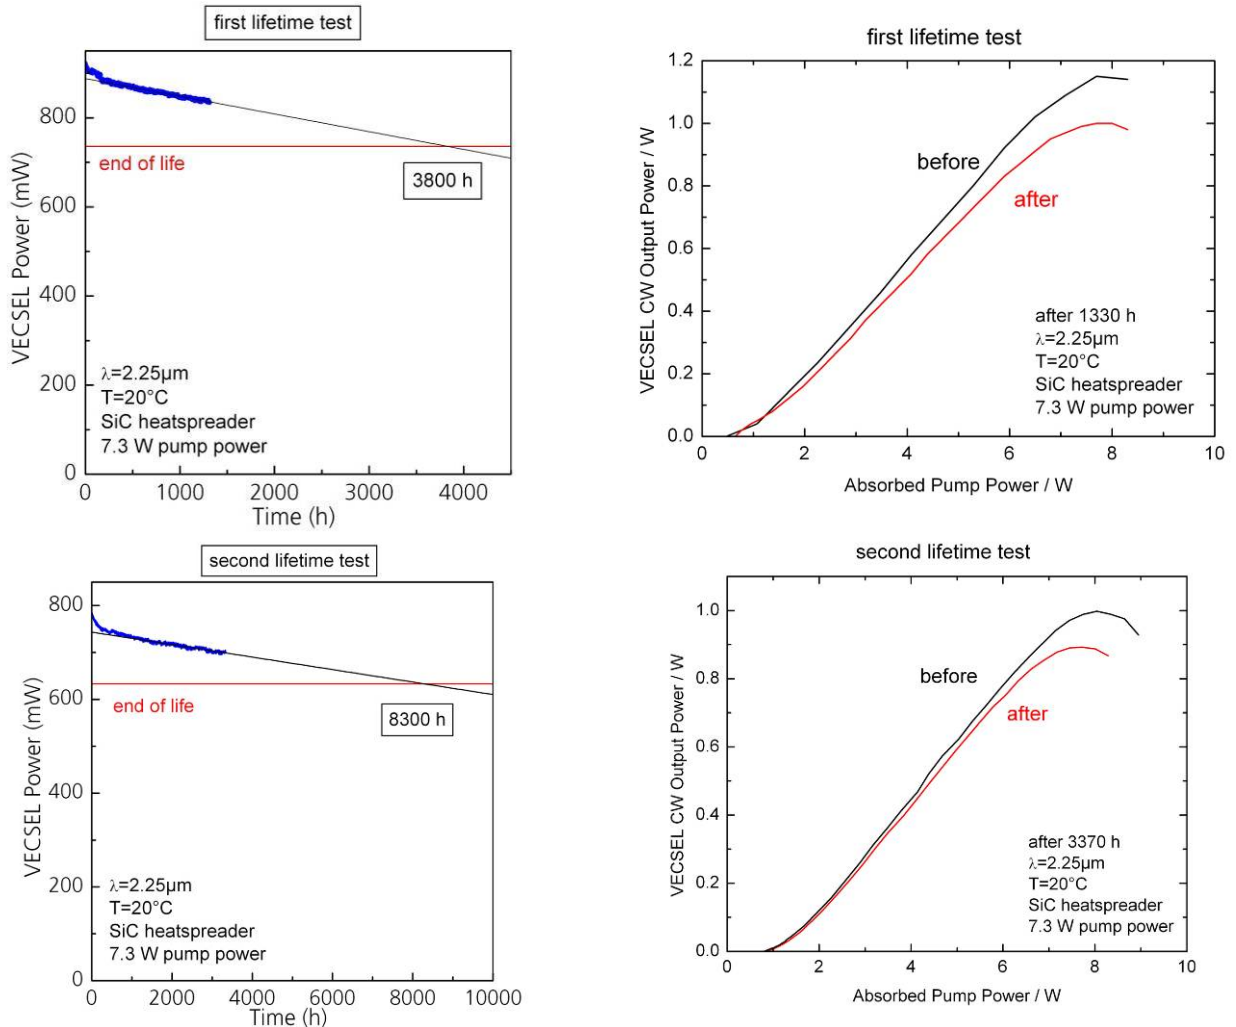 first lifetime test
800
600
400
200
0
VECSEL Power (mW)
end of life
3800 h
λ=2.25µm
T=20°C
SiC heatspreader
7.3 W pump power
0
1000
2000
3000
4000
Time (h)
first lifetime test
1.2
1.0
0.8
0.6
0.4
0.2
0.0
VECSEL CW Output Power / W
before
after
after 1330 h
λ=2.25µm
T=20°C
SiC heatspreader
7.3 W pump power
0
2
4
6
8
10
Absorbed Pump Power / W
second lifetime test
800
600
400
200
0
VECSEL Power (mW)
end of life
8300 h
λ=2.25µm
T=20°C
SiC heatspreader
7.3 W pump power
0
2000
4000
6000
8000
10000
Time (h)
second lifetime test
1.0
0.8
0.6
0.4
0.2
0.0
VECSEL CW Output Power / W
before
after
after 3370 h
λ=2.25µm
T=20°C
SiC heatspreader
7.3 W pump power
0
2
4
6
8
10
Absorbed Pump Power / W